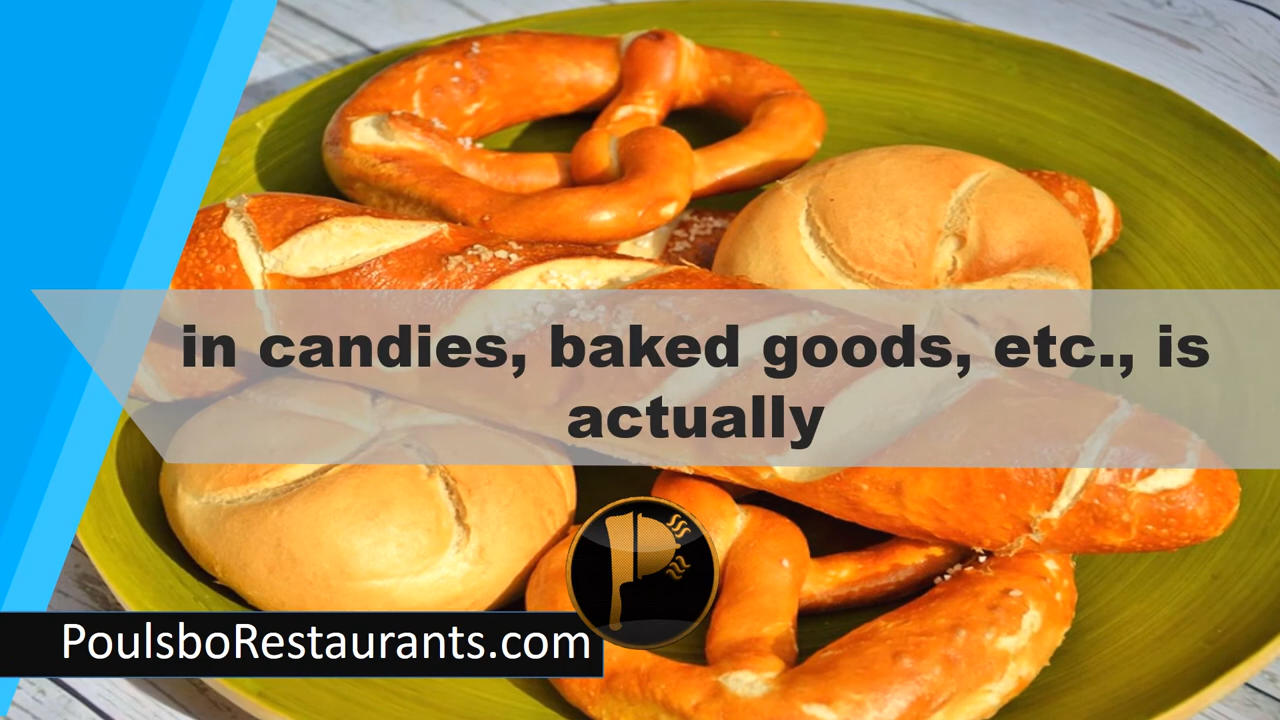 in candies, baked goods, etc., is
actually
PoulsboRestaurants.com